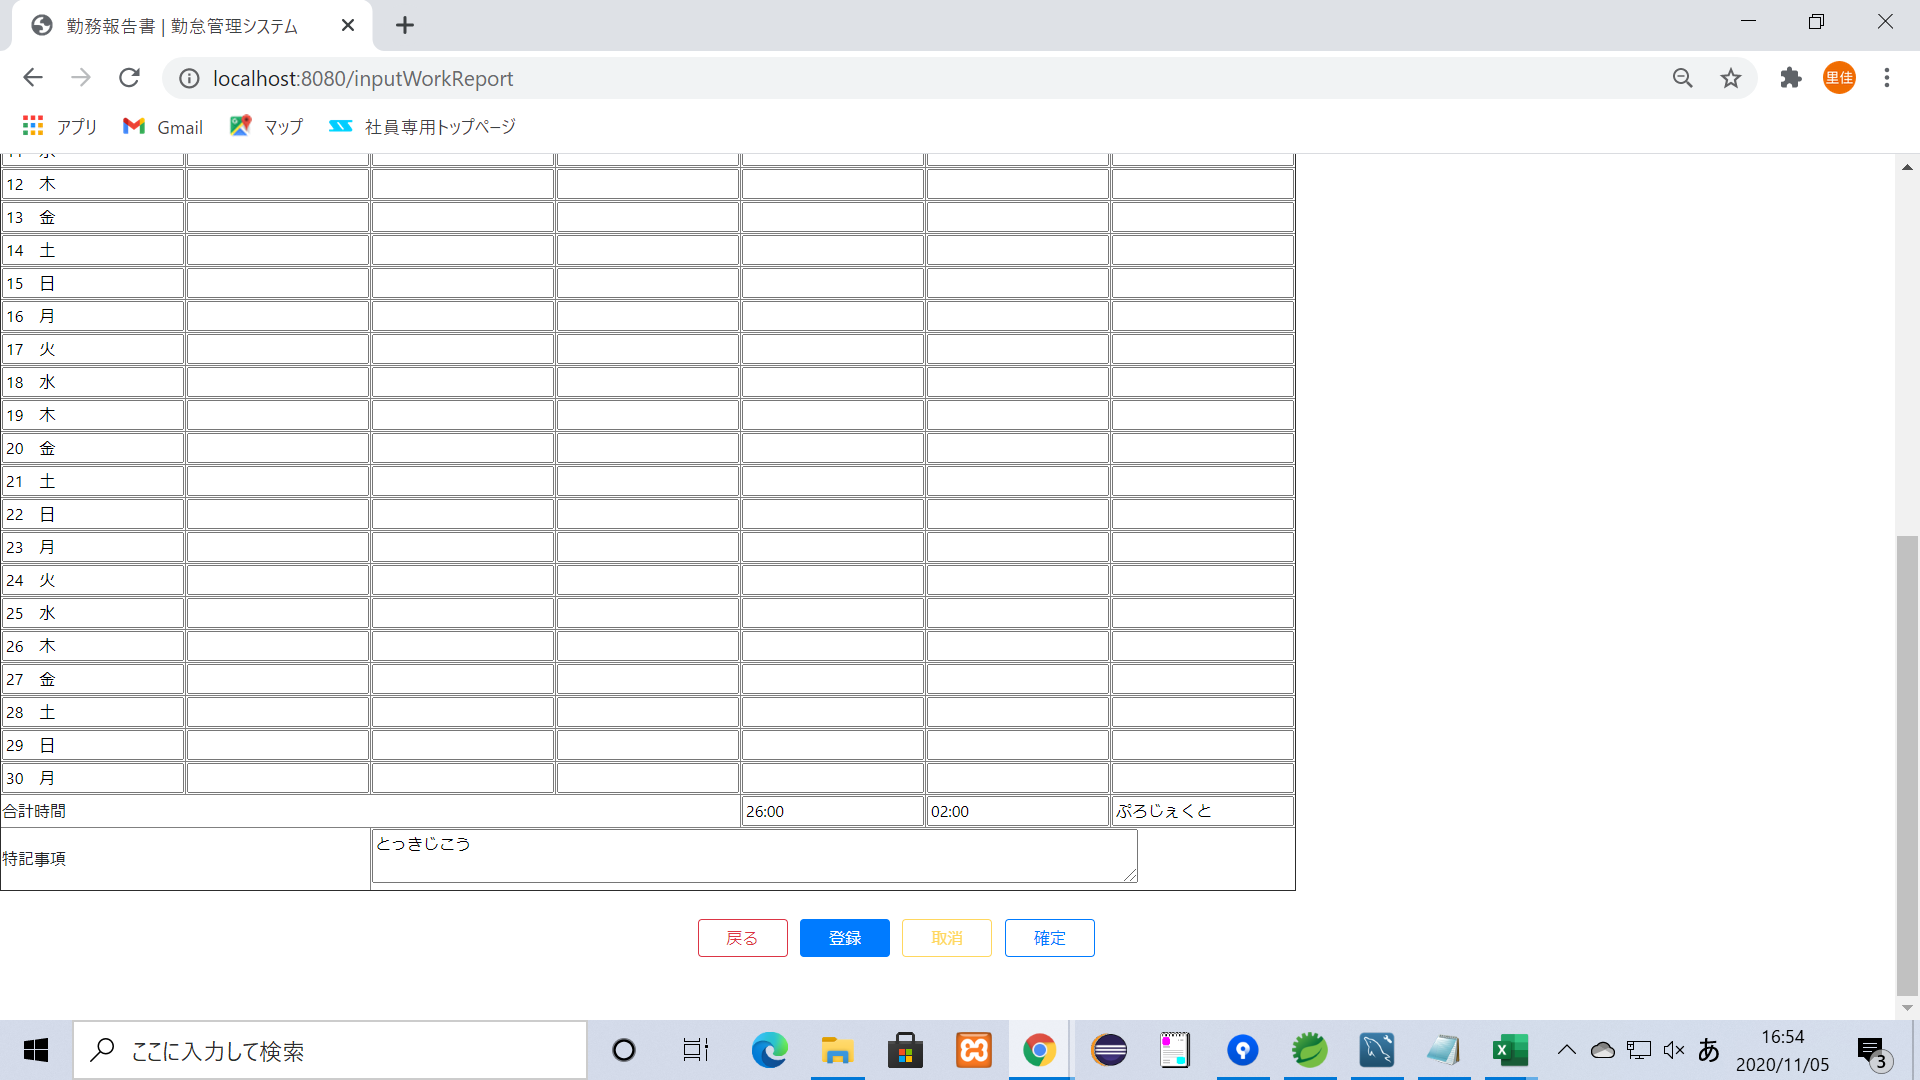 勤務報告書 | 勤怠管理システム
localhost:8080/inputWorkReport
里佳
アプリ Gmail マップ 社員専用トップページ
12 木
13 金
14 土
15 日
16 月
17 火
18 水
19 木
20 金
21 土
22 日
23 月
24 火
25 水
26 木
27 金
28 土
29 日
30 月
合計時間 26:00 02:00 ぷろじぇくと
特記事項 とっきじこう
戻る 登録 取消 確定
ここに入力して検索
あ
16:54
2020/11/05
3